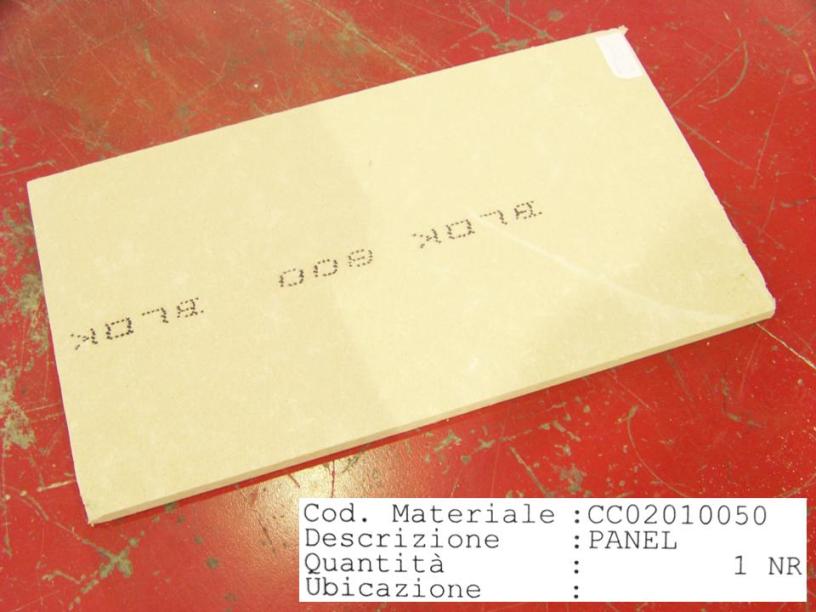 BLOK 800 BLOK
Cod. Materiale :CC02010050
Descrizione :PANEL
Quantità : 1 NR
Ubicazione :